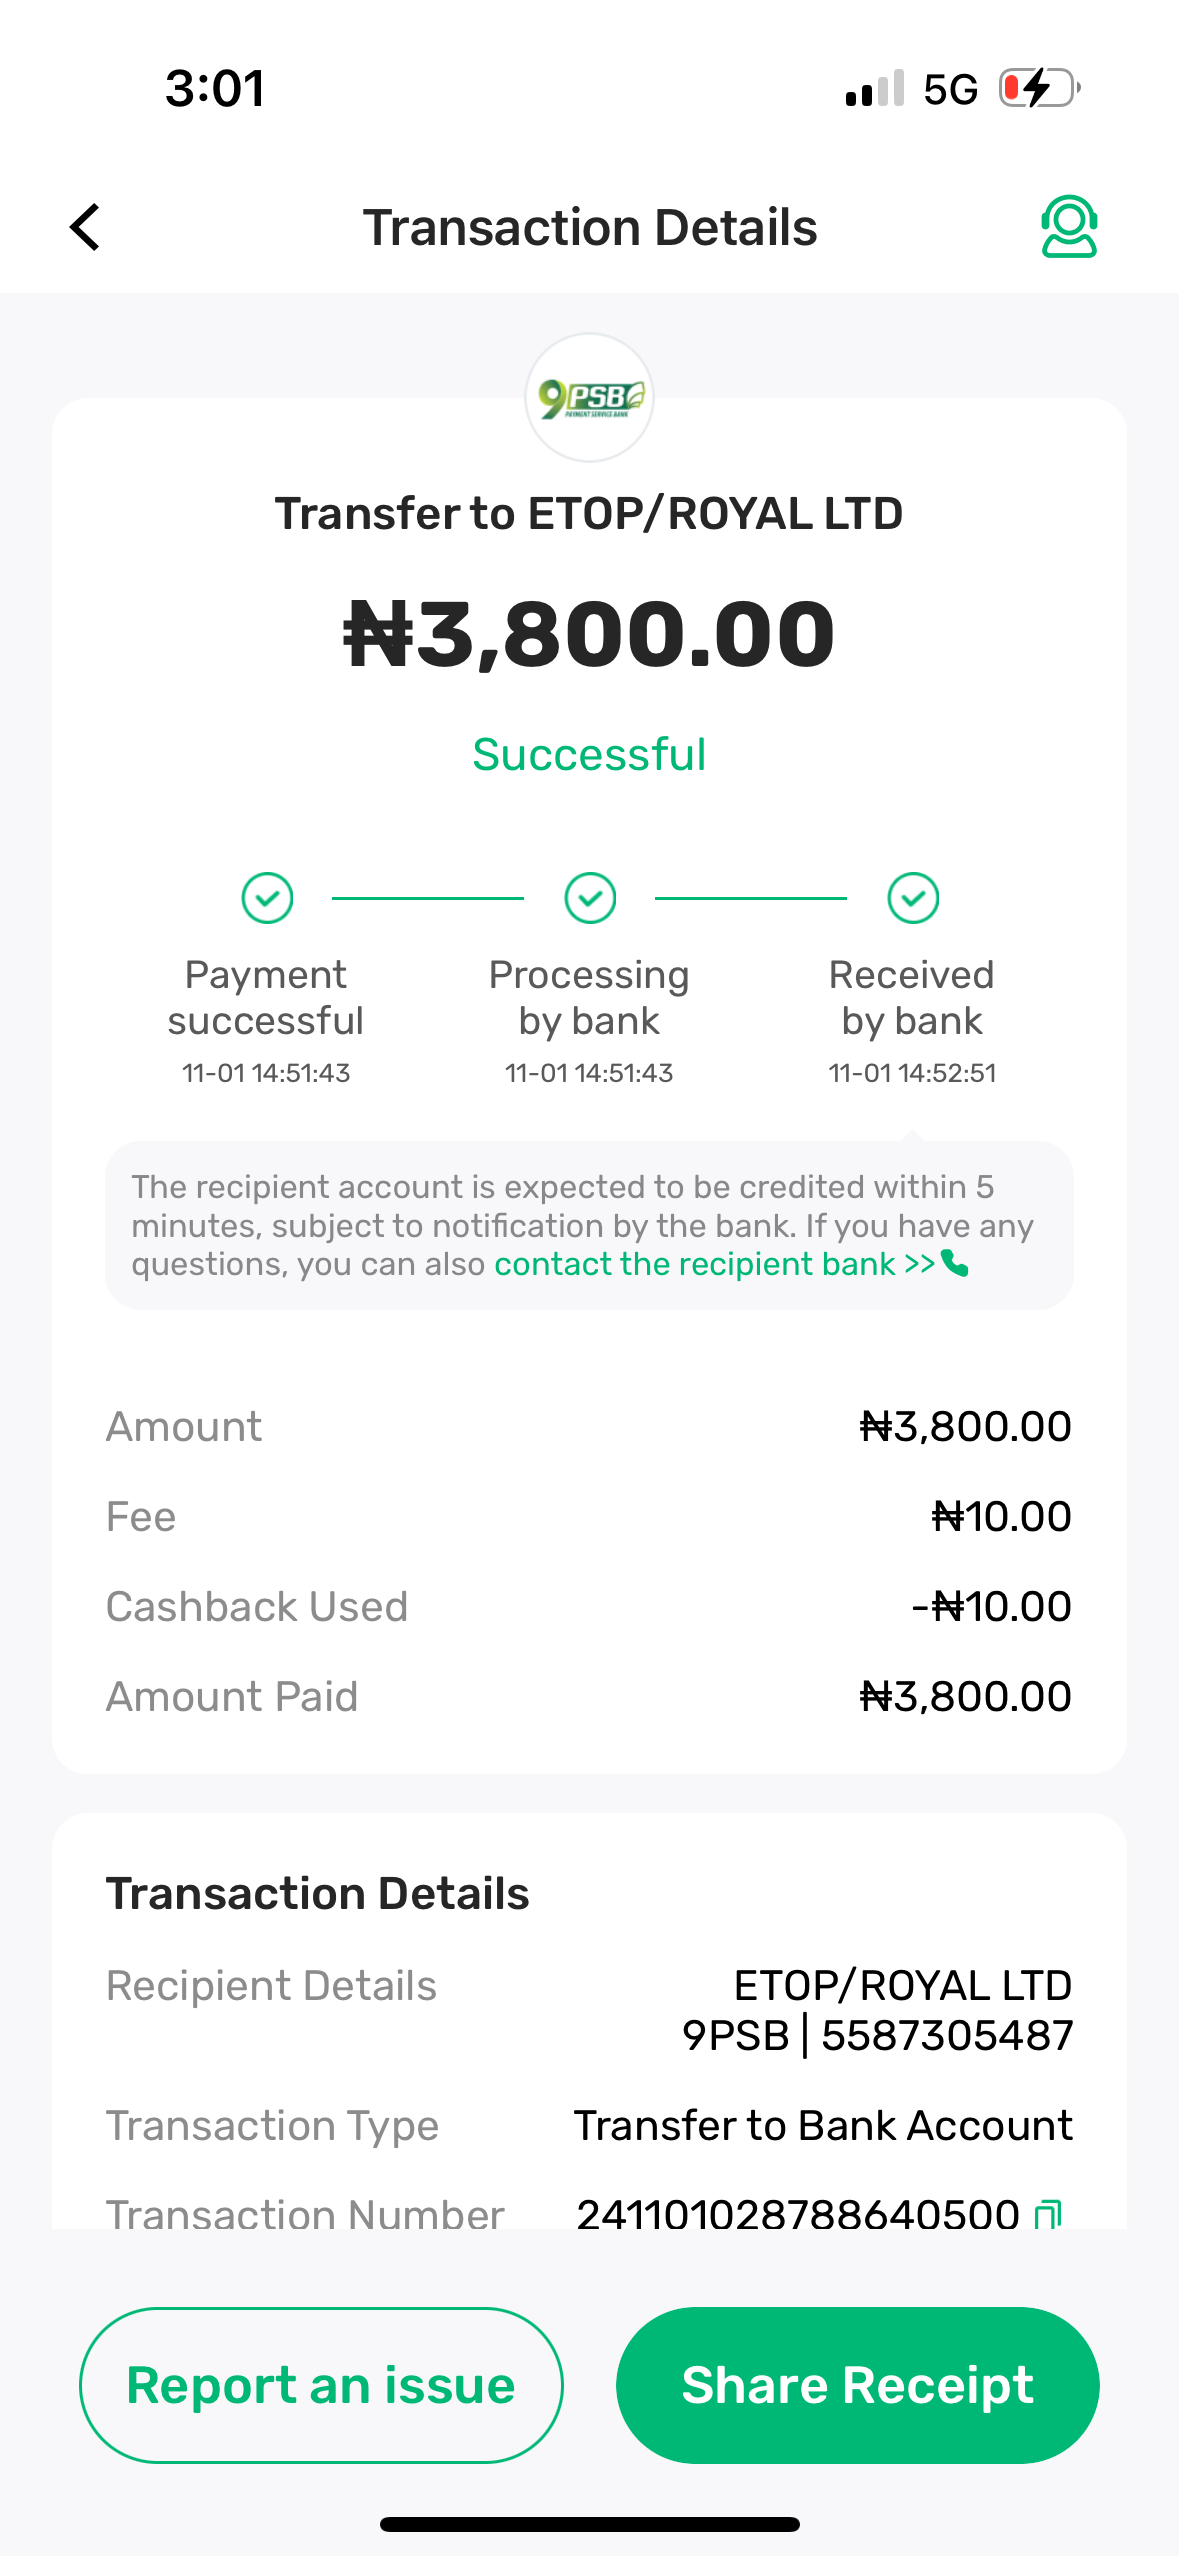 3:01
5G
Transaction Details
9PSB
PAYMENT SERVICE BANK
Transfer to ETOP/ROYAL LTD
₦3,800.00
Successful
Payment successful
11-01 14:51:43
Processing by bank
11-01 14:51:43
Received by bank
11-01 14:52:51
The recipient account is expected to be credited within 5
minutes, subject to notification by the bank. If you have any
questions, you can also contact the recipient bank >>
Amount ₦3,800.00
Fee ₦10.00
Cashback Used -₦10.00
Amount Paid ₦3,800.00
Transaction Details
Recipient Details ETOP/ROYAL LTD
9PSB | 5587305487
Transaction Type Transfer to Bank Account
Transaction Number 241101028788640500
Report an issue
Share Receipt